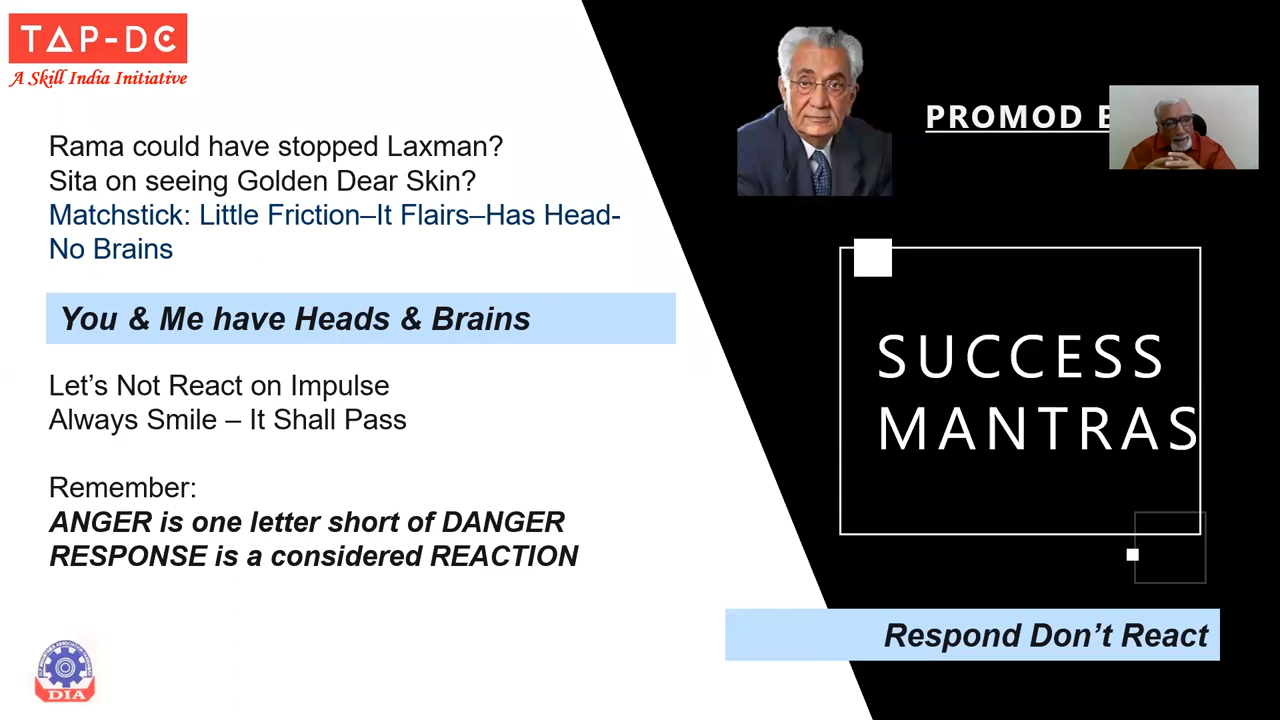 TAP-DC
A Skill India Initiative
Rama could have stopped Laxman?
Sita on seeing Golden Dear Skin?
Matchstick: Little Friction–It Flairs–Has Head-
No Brains
You & Me have Heads & Brains
Let's Not React on Impulse
Always Smile – It Shall Pass
Remember:
ANGER is one letter short of DANGER
RESPONSE is a considered REACTION
DIA
PROMOD
SUCCESS
MANTRAS
Respond Don't React